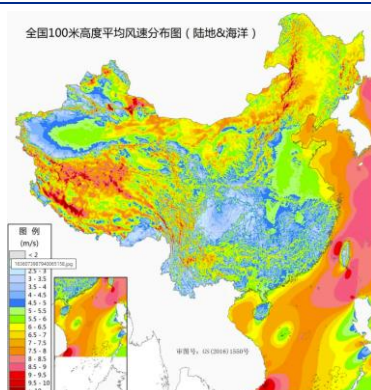 全国100米高度平均风速分布图（陆地&海洋）
图 例
(m/s)
< 2
2.5 - 3
3 - 3.5
3.5 - 4
4 - 4.5
4.5 - 5
5 - 5.5
5.5 - 6
6 - 6.5
6.5 - 7
7 - 7.5
7.5 - 8
8 - 8.5
8.5 - 9
9 - 9.5
9.5 - 10
审图号：GS (2016) 1550号